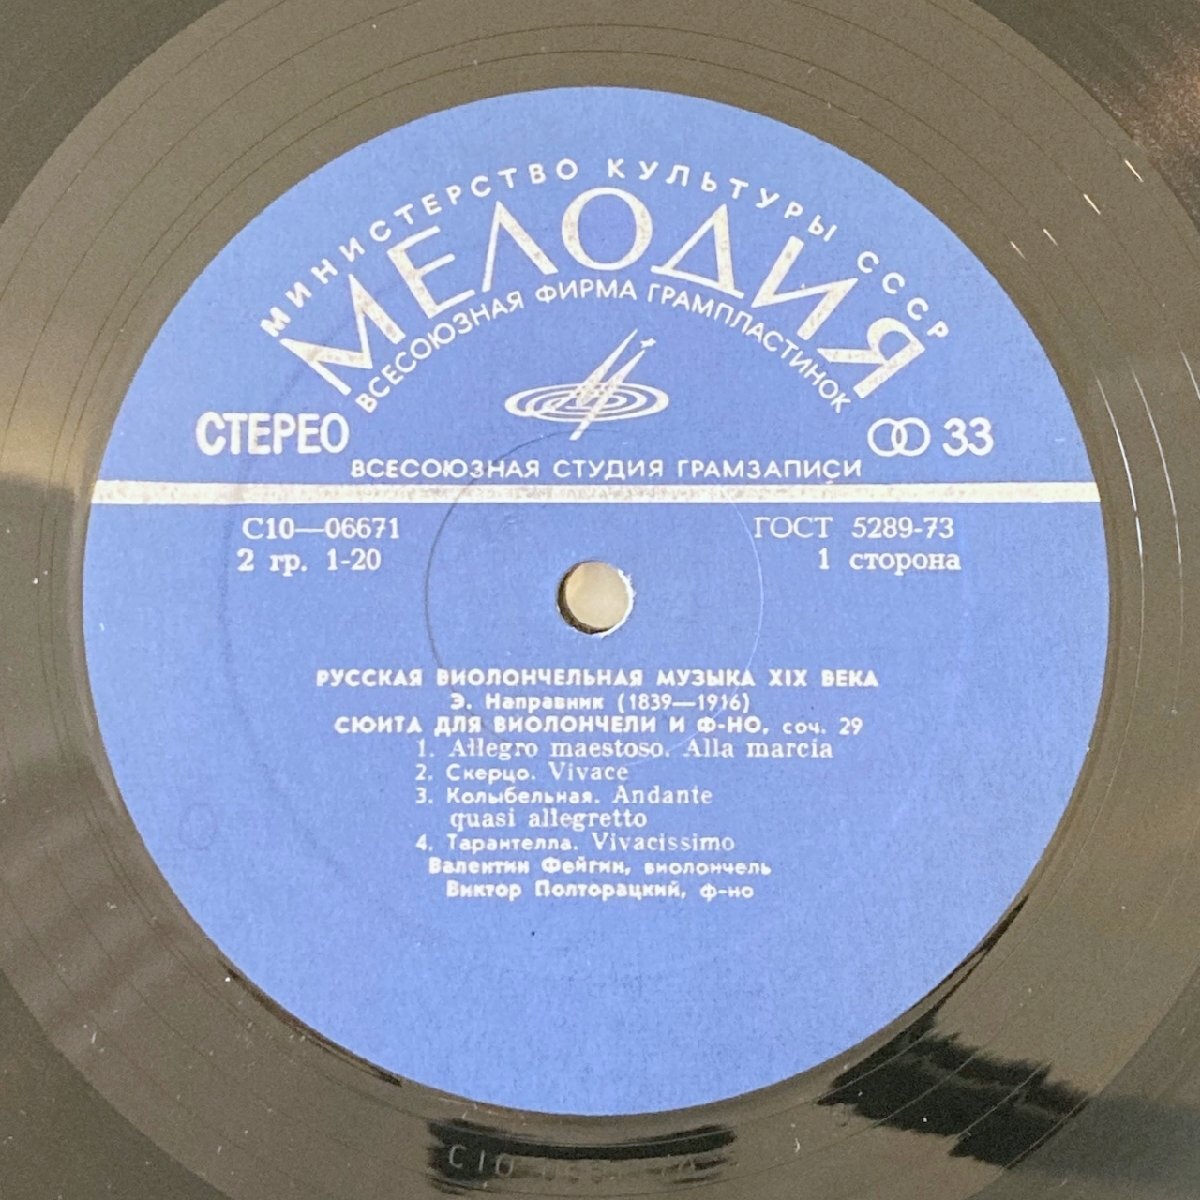 МИНИСТЕРСТВО КУЛЬТУРЫ СССР
МЕЛОДИЯ
ВСЕСОЮЗНАЯ ФИРМА ГРАМПЛАСТИНОК
СТЕРЕО
33
ВСЕСОЮЗНАЯ СТУДИЯ ГРАМЗАПИСИ
С10—06671
ГОСТ 5289-73
2 гр. 1-20
1 сторона
РУССКАЯ ВИОЛОНЧЕЛЬНАЯ МУЗЫКА XIX ВЕКА
Э. Направник (1839—1916)
СЮИТА ДЛЯ ВИОЛОНЧЕЛИ И Ф-НО, соч. 29
1. Allegro maestoso. Alla marcia
2. Скерцо. Vivace
3. Колыбельная. Andante
quasi allegretto
4. Тарантелла. Vivacissimo
Валентин Фейгин, виолончель
Виктор Полторацкий, ф-но